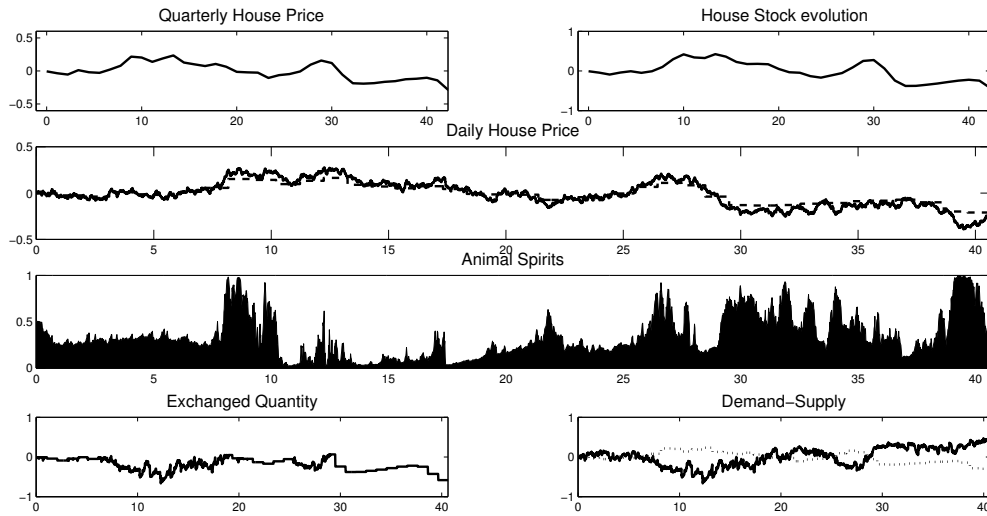 Quarterly House Price
0.5
0
−0.5
0 10 20 30 40
House Stock evolution
1
0
−1
0 10 20 30 40
Daily House Price
0.5
0
−0.5
0 5 10 15 20 25 30 35 40
Animal Spirits
1
0.5
0
0 5 10 15 20 25 30 35 40
Exchanged Quantity
1
0
−1
0 10 20 30 40
Demand−Supply
1
0
−1
0 10 20 30 40